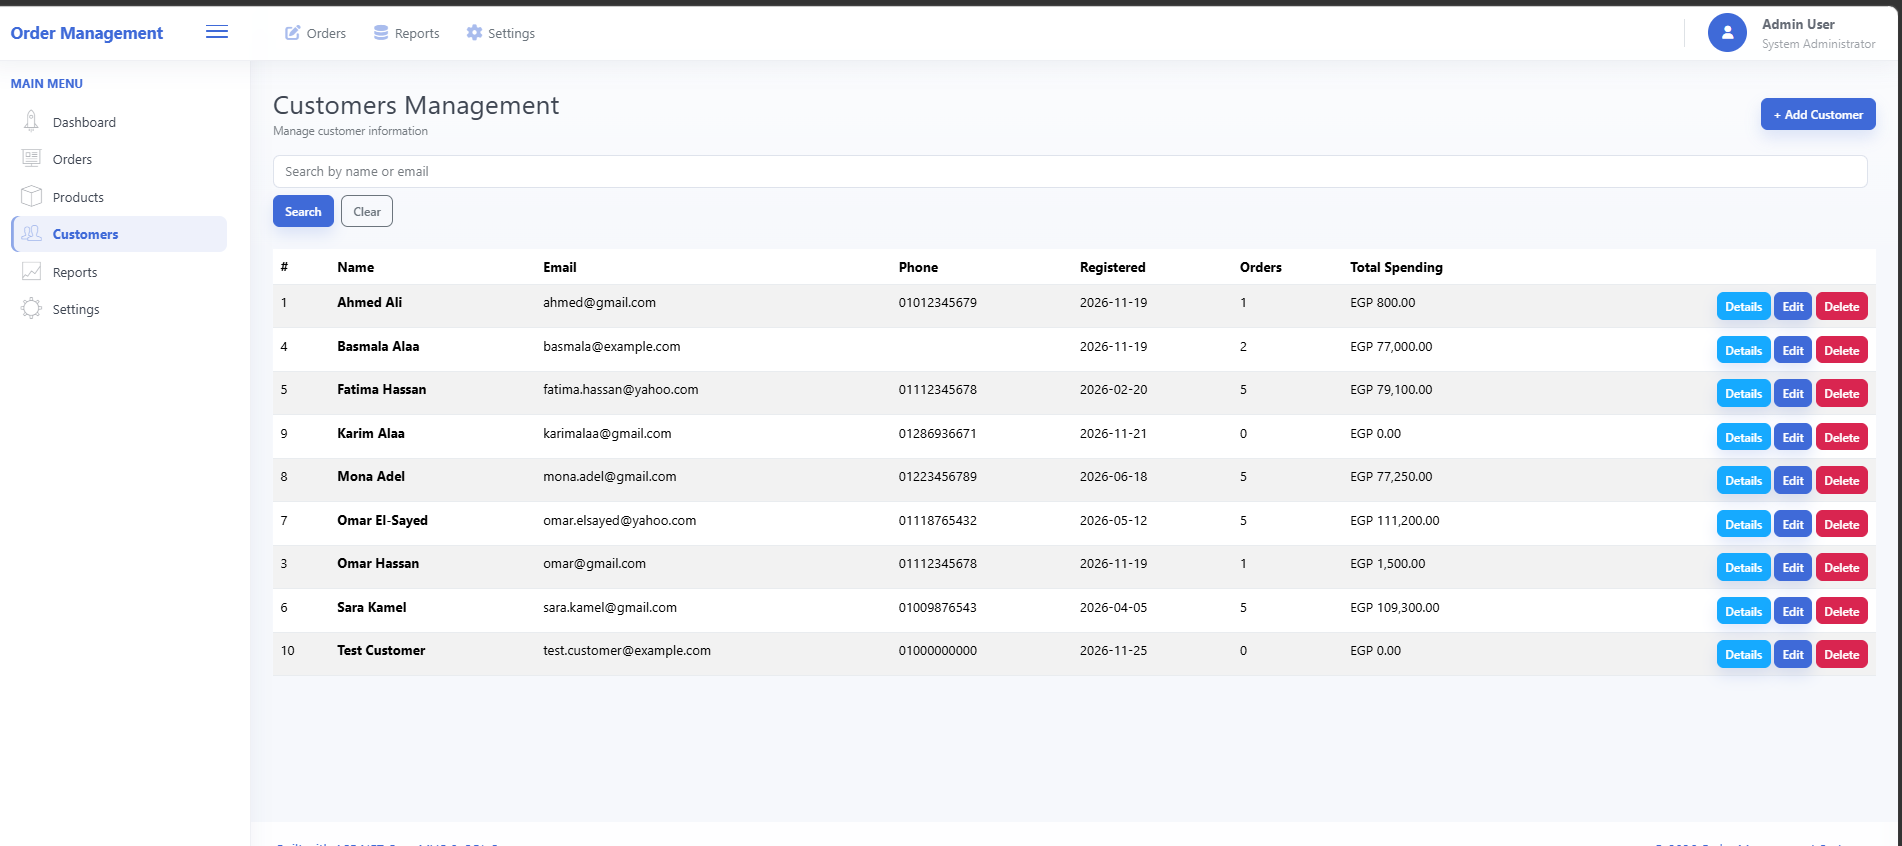 Order Management
Orders
Reports
Settings
Admin User
System Administrator
MAIN MENU
Dashboard
Orders
Products
Customers
Reports
Settings
Customers Management
Manage customer information
+ Add Customer
Search by name or email
Search Clear
# Name Email Phone Registered Orders Total Spending
1 Ahmed Ali ahmed@gmail.com 01012345679 2026-11-19 1 EGP 800.00 Details Edit Delete
4 Basmala Alaa basmala@example.com 2026-11-19 2 EGP 77,000.00 Details Edit Delete
5 Fatima Hassan fatima.hassan@yahoo.com 01112345678 2026-02-20 5 EGP 79,100.00 Details Edit Delete
9 Karim Alaa karimalaa@gmail.com 01286936671 2026-11-21 0 EGP 0.00 Details Edit Delete
8 Mona Adel mona.adel@gmail.com 01223456789 2026-06-18 5 EGP 77,250.00 Details Edit Delete
7 Omar El-Sayed omar.elsayed@yahoo.com 01118765432 2026-05-12 5 EGP 111,200.00 Details Edit Delete
3 Omar Hassan omar@gmail.com 01112345678 2026-11-19 1 EGP 1,500.00 Details Edit Delete
6 Sara Kamel sara.kamel@gmail.com 01009876543 2026-04-05 5 EGP 109,300.00 Details Edit Delete
10 Test Customer test.customer@example.com 01000000000 2026-11-25 0 EGP 0.00 Details Edit Delete